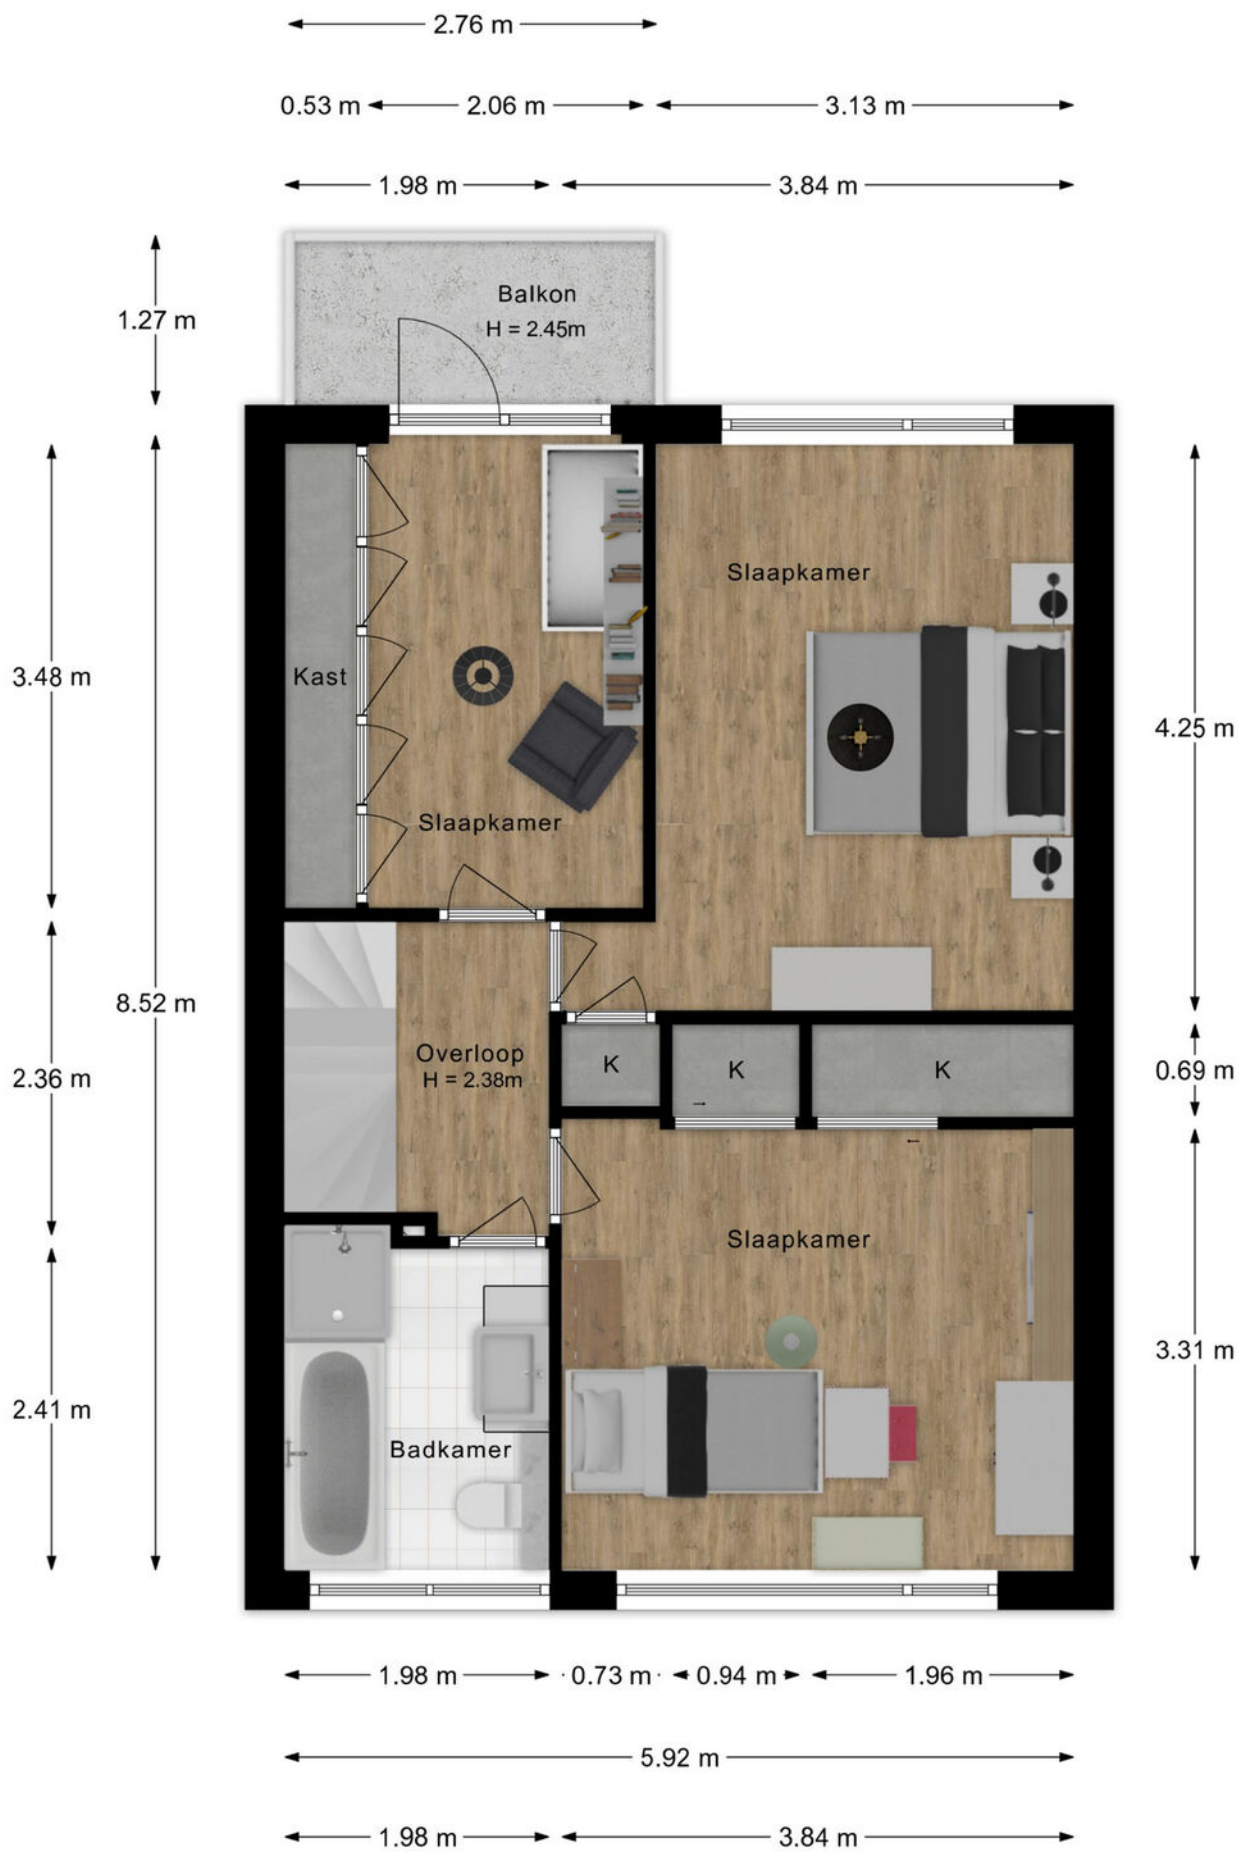 2.76 m
0.53 m
2.06 m
3.13 m
1.98 m
3.84 m
1.27 m
Balkon
H = 2.45m
Slaapkamer
Kast
3.48 m
4.25 m
Slaapkamer
8.52 m
Overloop
H = 2.38m
2.36 m
K
K
K
0.69 m
Slaapkamer
3.31 m
2.41 m
Badkamer
1.98 m
0.73 m
0.94 m
1.96 m
5.92 m
1.98 m
3.84 m